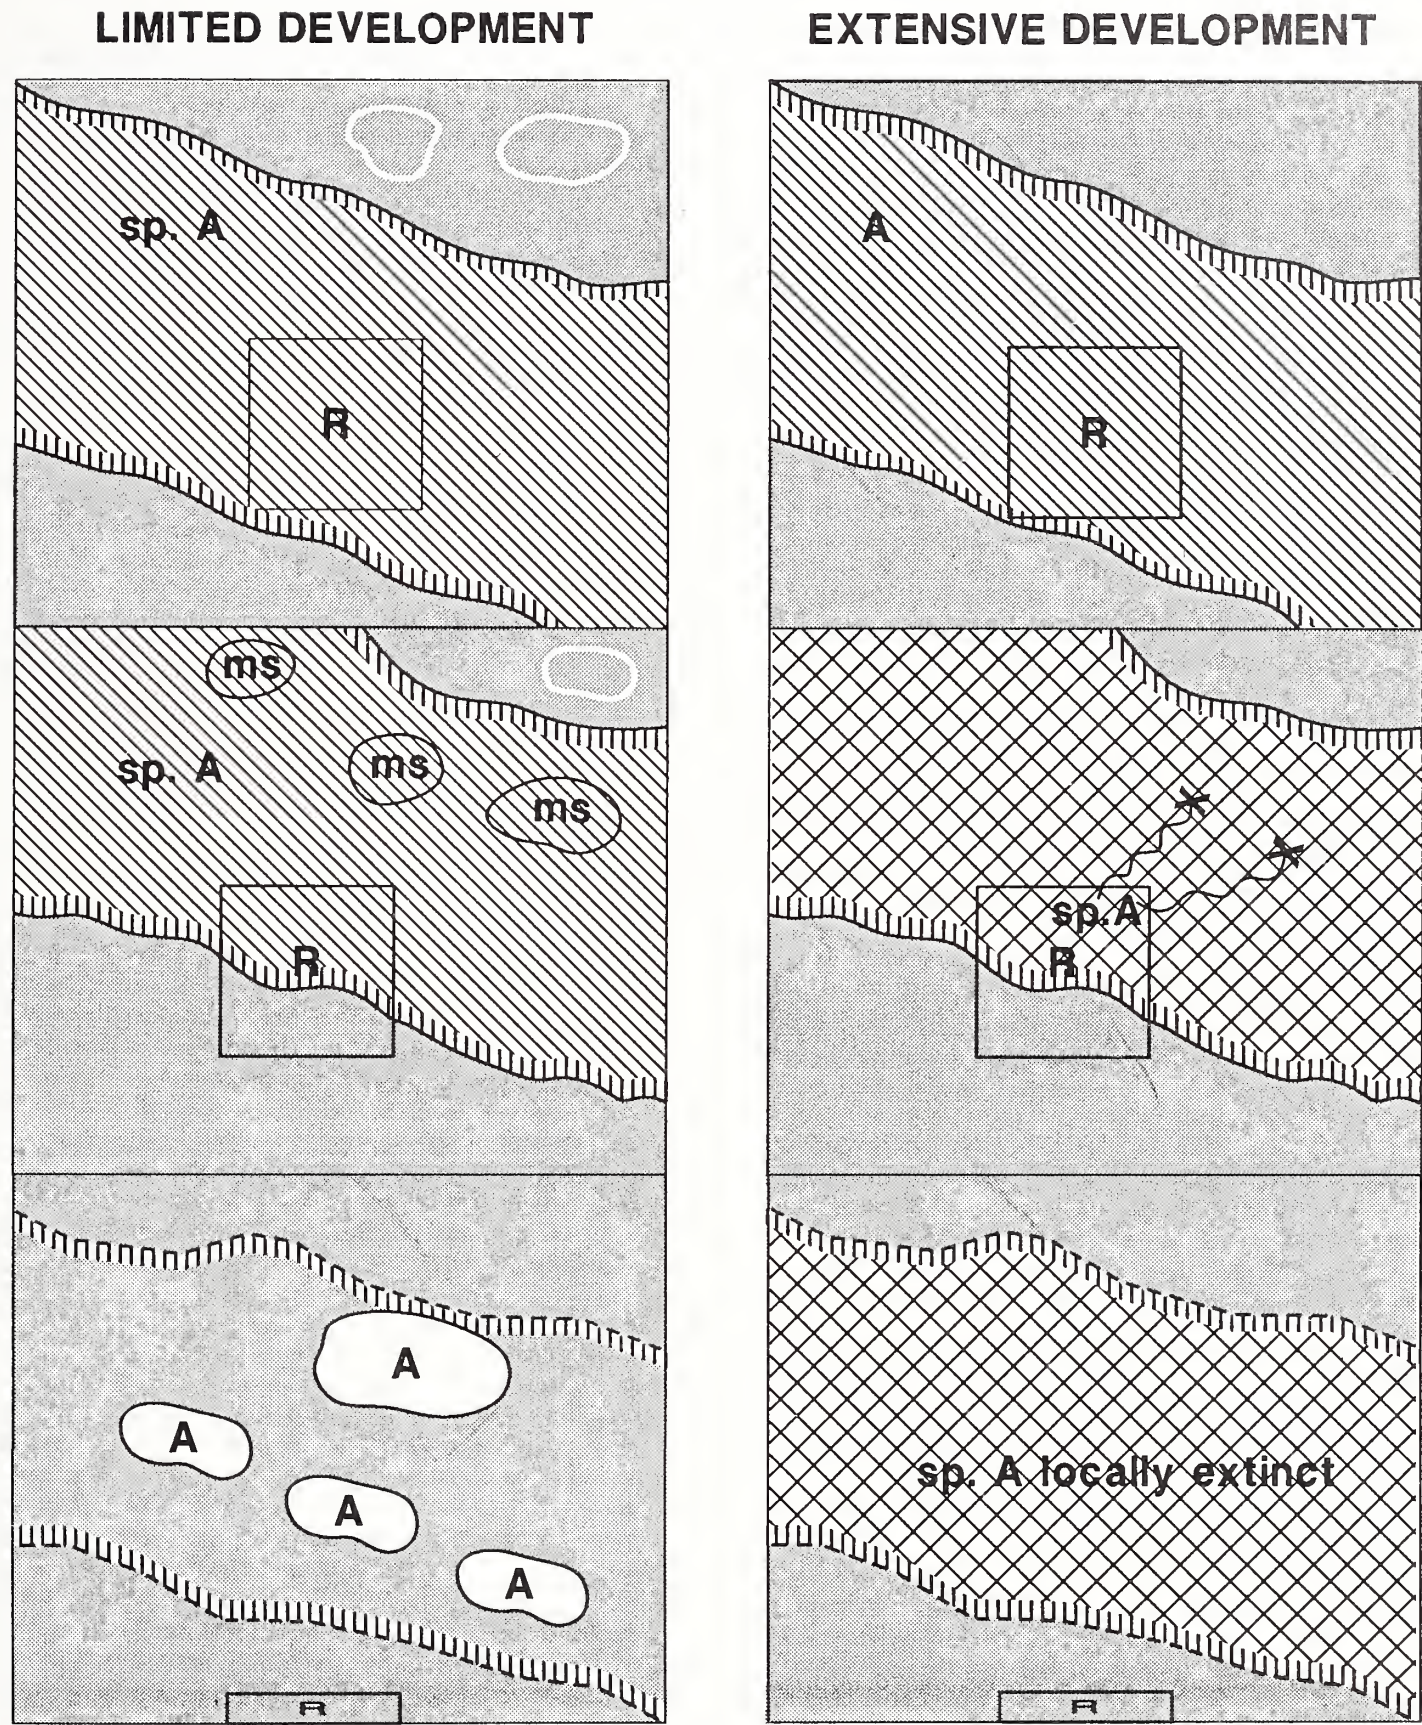 LIMITED DEVELOPMENT
sp. A
R
ms
ms
sp. A
ms
R
A
A
A
A
R
EXTENSIVE DEVELOPMENT
A
R
X
X
sp. A
R
sp. A locally extinct
R